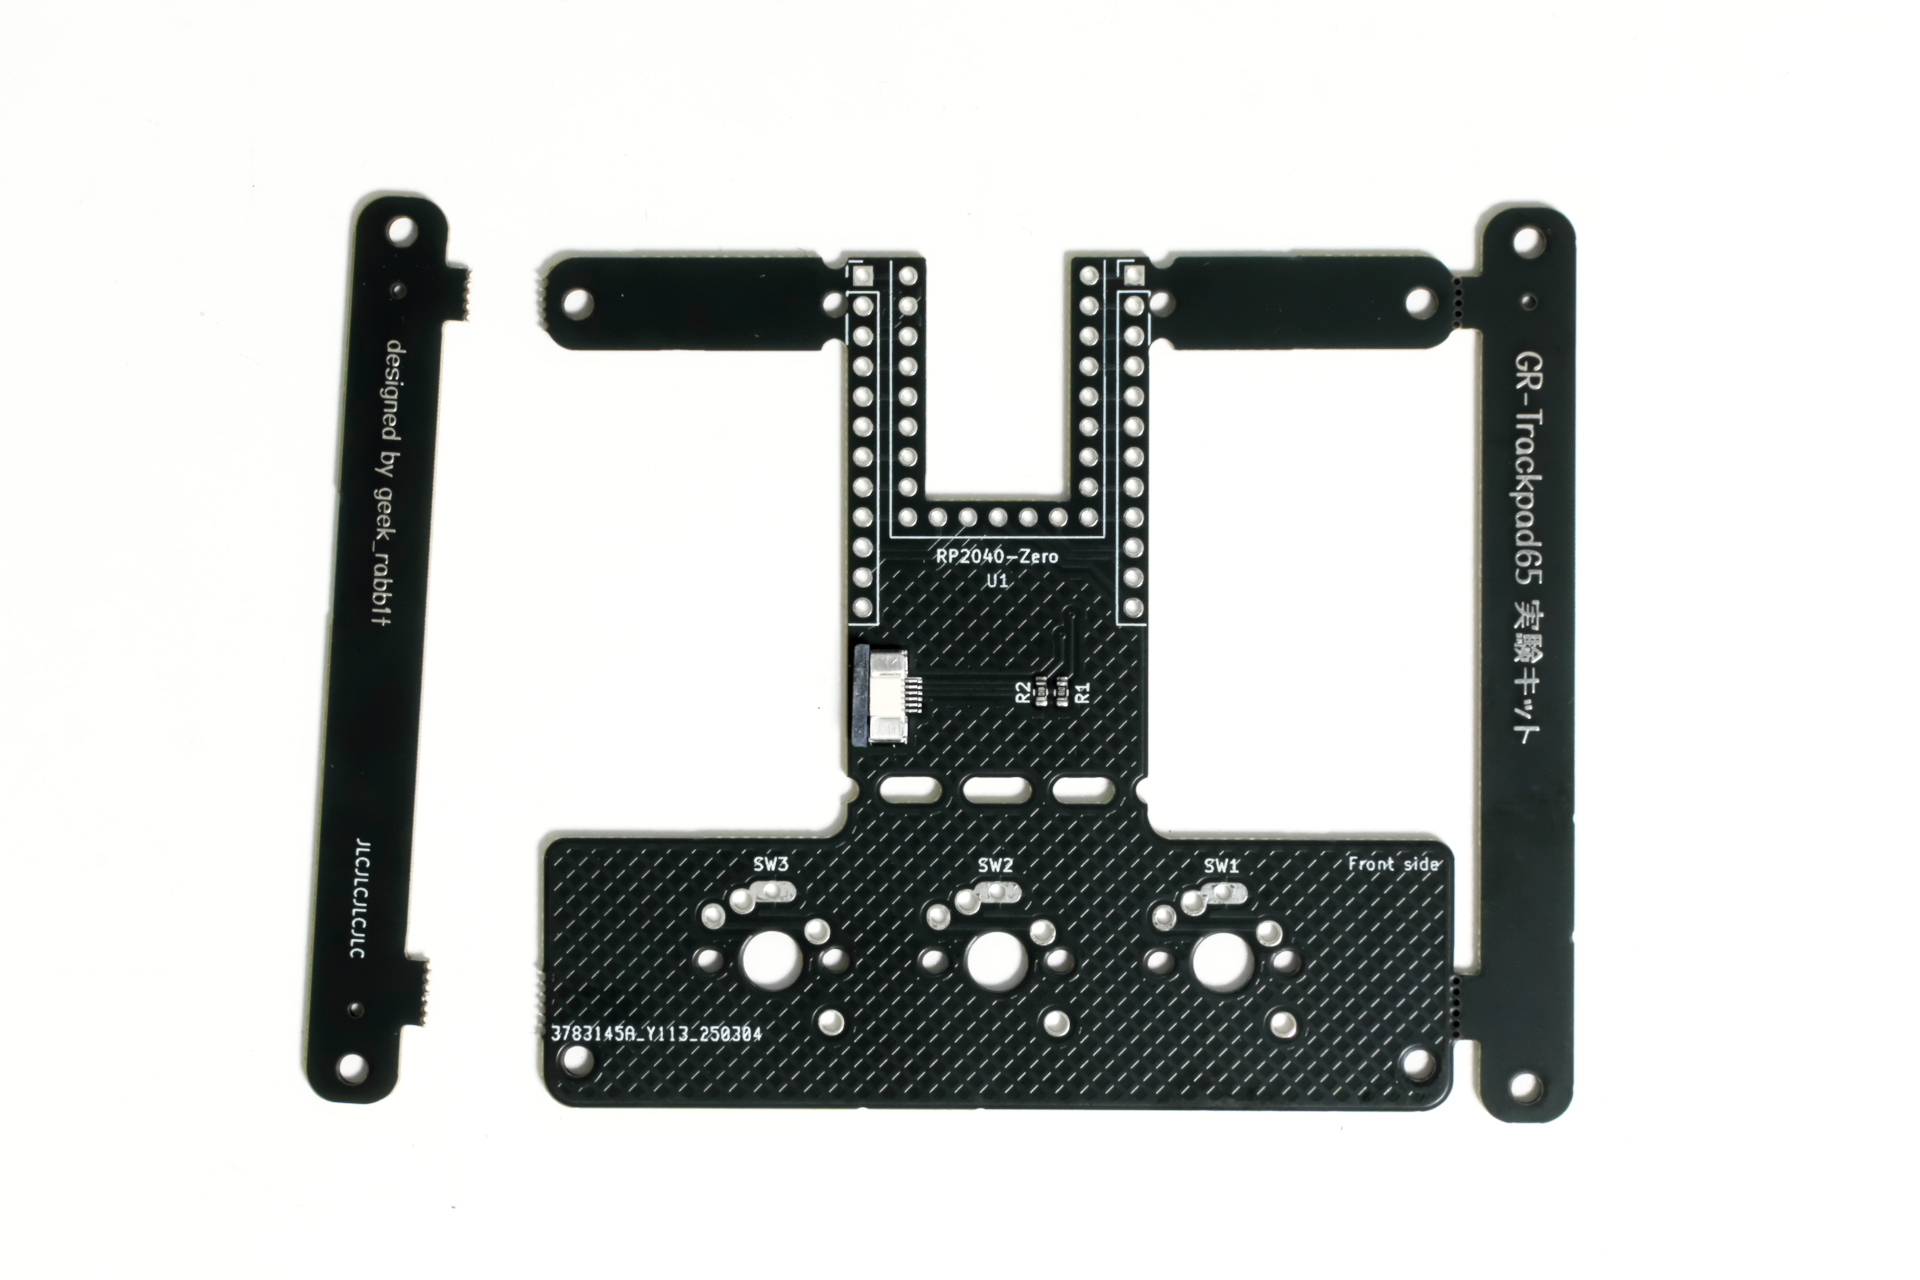 designed by geek_rabb1t
JLCJLCJLCJLC
RP2040-Zero
U1
R2
R1
SW3
SW2
SW1
Front side
3783145A_Y113_250304
GR-Trackpad65 実験キット